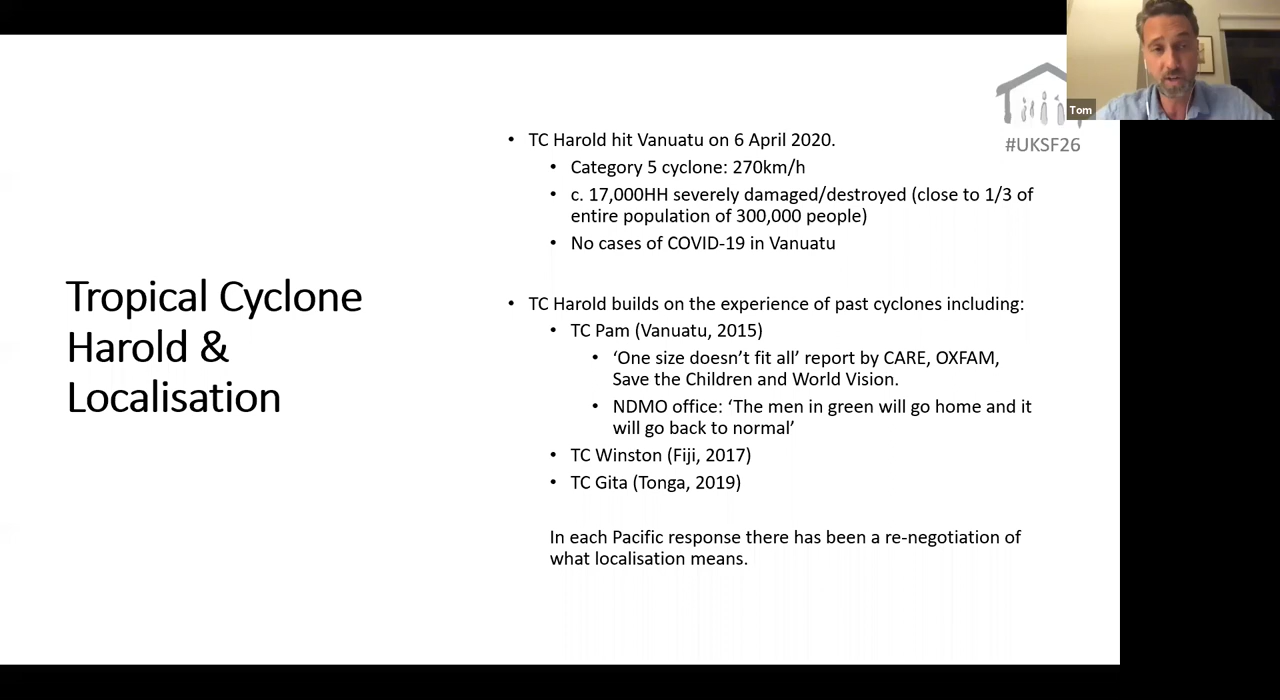 Tom
#UKSF26
Tropical Cyclone
Harold &
Localisation
• TC Harold hit Vanuatu on 6 April 2020.
• Category 5 cyclone: 270km/h
• c. 17,000HH severely damaged/destroyed (close to 1/3 of
entire population of 300,000 people)
• No cases of COVID-19 in Vanuatu
• TC Harold builds on the experience of past cyclones including:
• TC Pam (Vanuatu, 2015)
• ‘One size doesn’t fit all’ report by CARE, OXFAM,
Save the Children and World Vision.
• NDMO office: ‘The men in green will go home and it
will go back to normal’
• TC Winston (Fiji, 2017)
• TC Gita (Tonga, 2019)
In each Pacific response there has been a re-negotiation of
what localisation means.